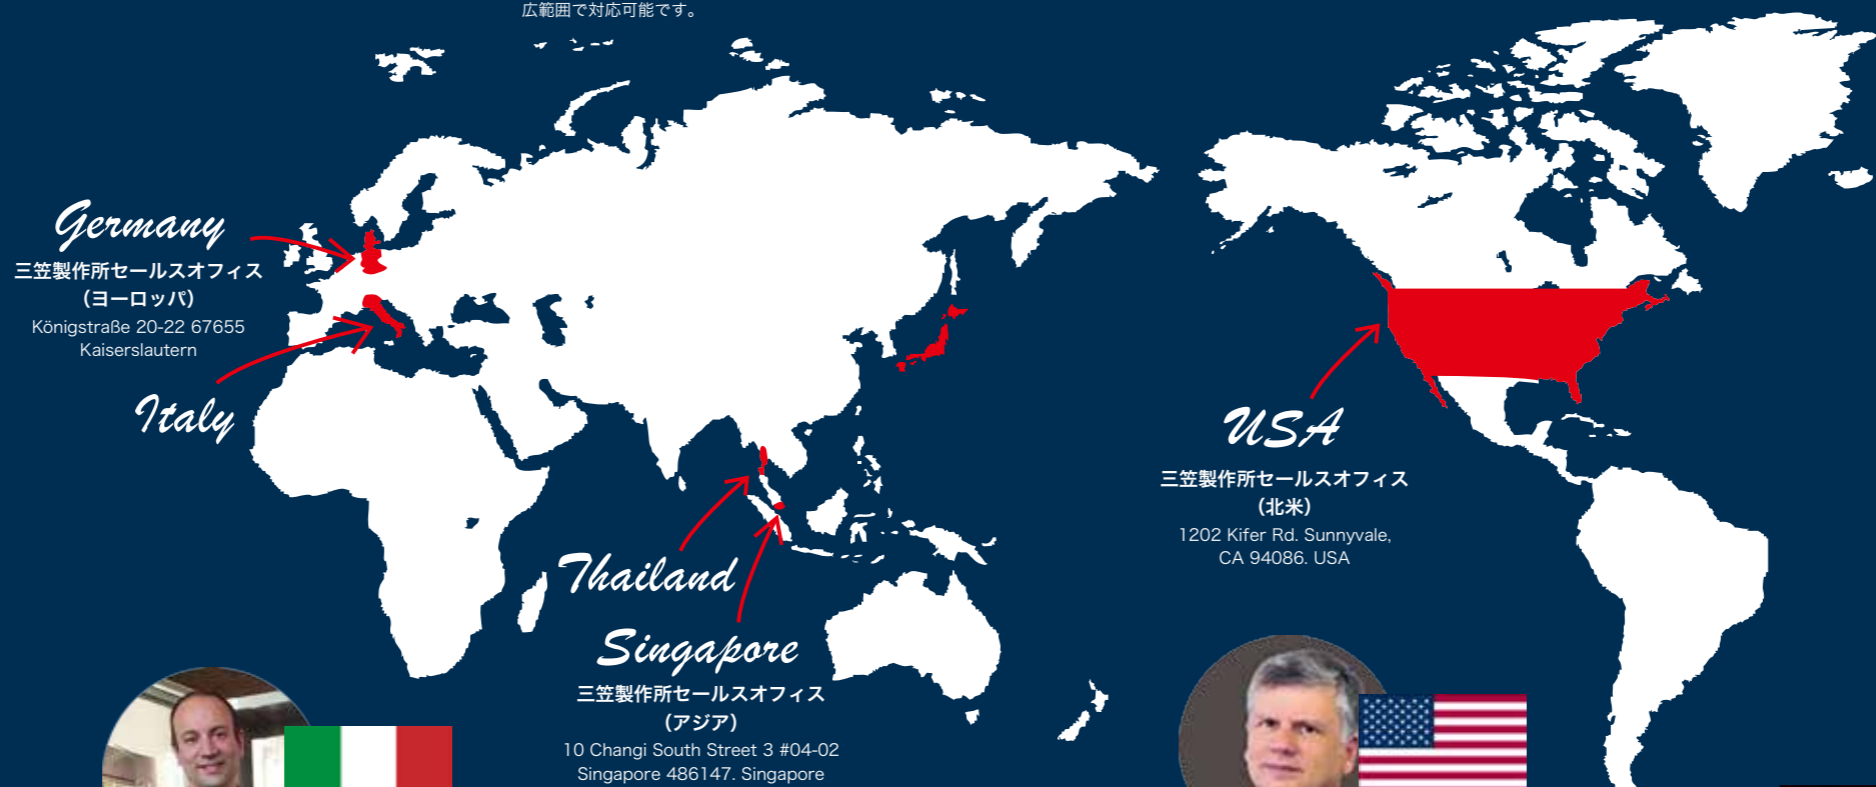 広範囲で対応可能です。
Germany
三笠製作所セールスオフィス
（ヨーロッパ）
Königstraße 20-22 67655
Kaiserslautern
Italy
Thailand
Singapore
三笠製作所セールスオフィス
（アジア）
10 Changi South Street 3 #04-02
Singapore 486147. Singapore
USA
三笠製作所セールスオフィス
（北米）
1202 Kifer Rd. Sunnyvale,
CA 94086. USA